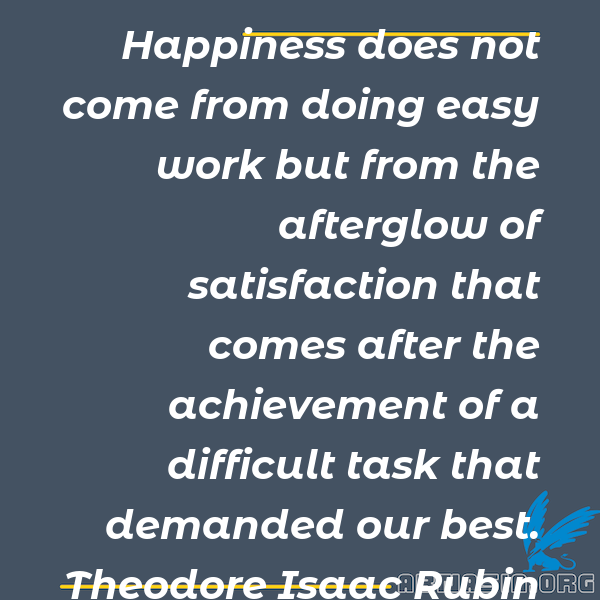 Happiness does not
come from doing easy
work but from the
afterglow of
satisfaction that
comes after the
achievement of a
difficult task that
demanded our best.
Theodore Isaac Rubin